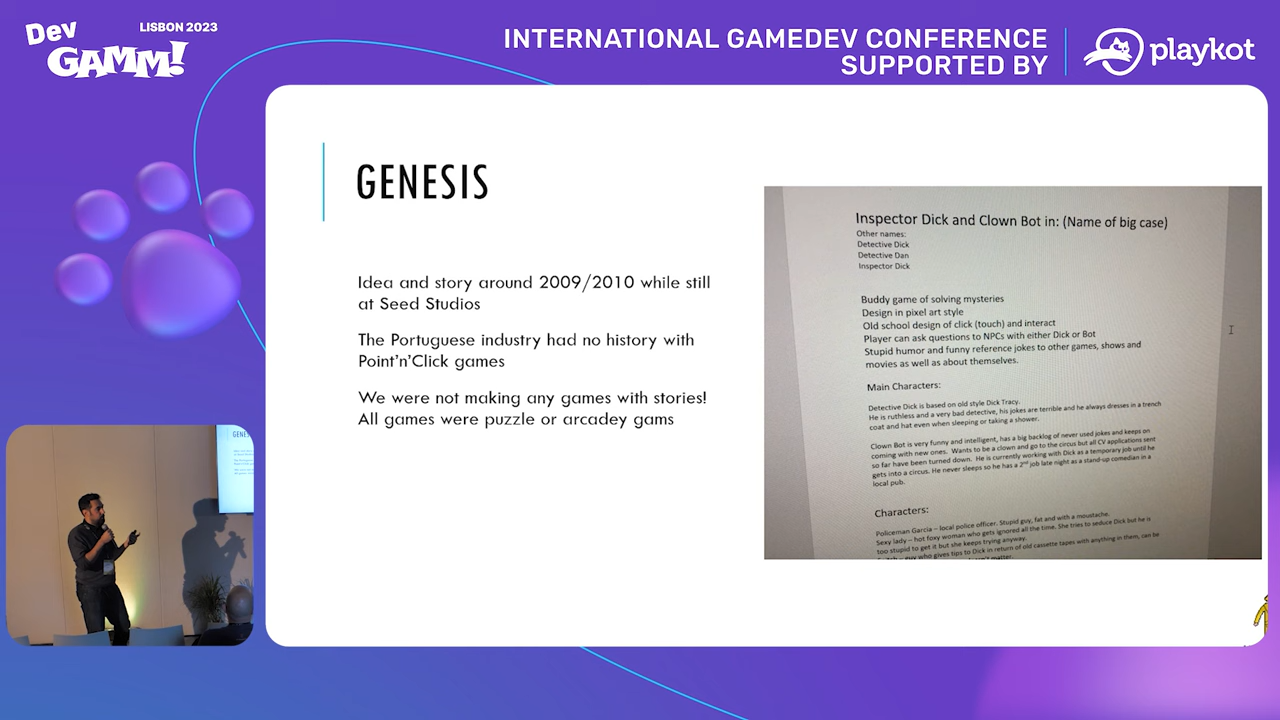 Dev
GAMM!
LISBON 2023
INTERNATIONAL GAMEDEV CONFERENCE
SUPPORTED BY
playkot
GENESIS
Idea and story around 2009/2010 while still
at Seed Studios
The Portuguese industry had no history with
Point'n'Click games
We were not making any games with stories!
All games were puzzle or arcadey gams
Inspector Dick and Clown Bot in: (Name of big case)
Other names:
Detective Dick
Detective Dan
Inspector Dick
Buddy game of solving mysteries
Design in pixel art style
Old school design of click (touch) and interact
Player can ask questions to NPCs with either Dick or Bot
Stupid humor and funny reference jokes to other games, shows and
movies as well as about themselves.
Main Characters:
Detective Dick is based on old style Dick Tracy.
He is ruthless and a very bad detective, his jokes are terrible and he always dresses in a trench
coat and hat even when sleeping or taking a shower.
Clown Bot is very funny and intelligent, has a big backlog of never used jokes and keeps on
coming with new ones. Wants to be a clown and go to the circus but all CV applications sent
so far have been turned down. He is currently working with Dick as a temporary job until he
gets into a circus. He never sleeps so he has a 2nd job late night as a stand-up comedian in a
local pub.
Characters:
Policeman Garcia – local police officer. Stupid guy, fat and with a moustache.
Sexy lady – hot foxy woman who gets ignored all the time. She tries to seduce Dick but he is
too stupid to get it but she keeps trying anyway.
guy who gives tips to Dick in return of old cassette tapes with anything in them, can be
matter.
GENESIS